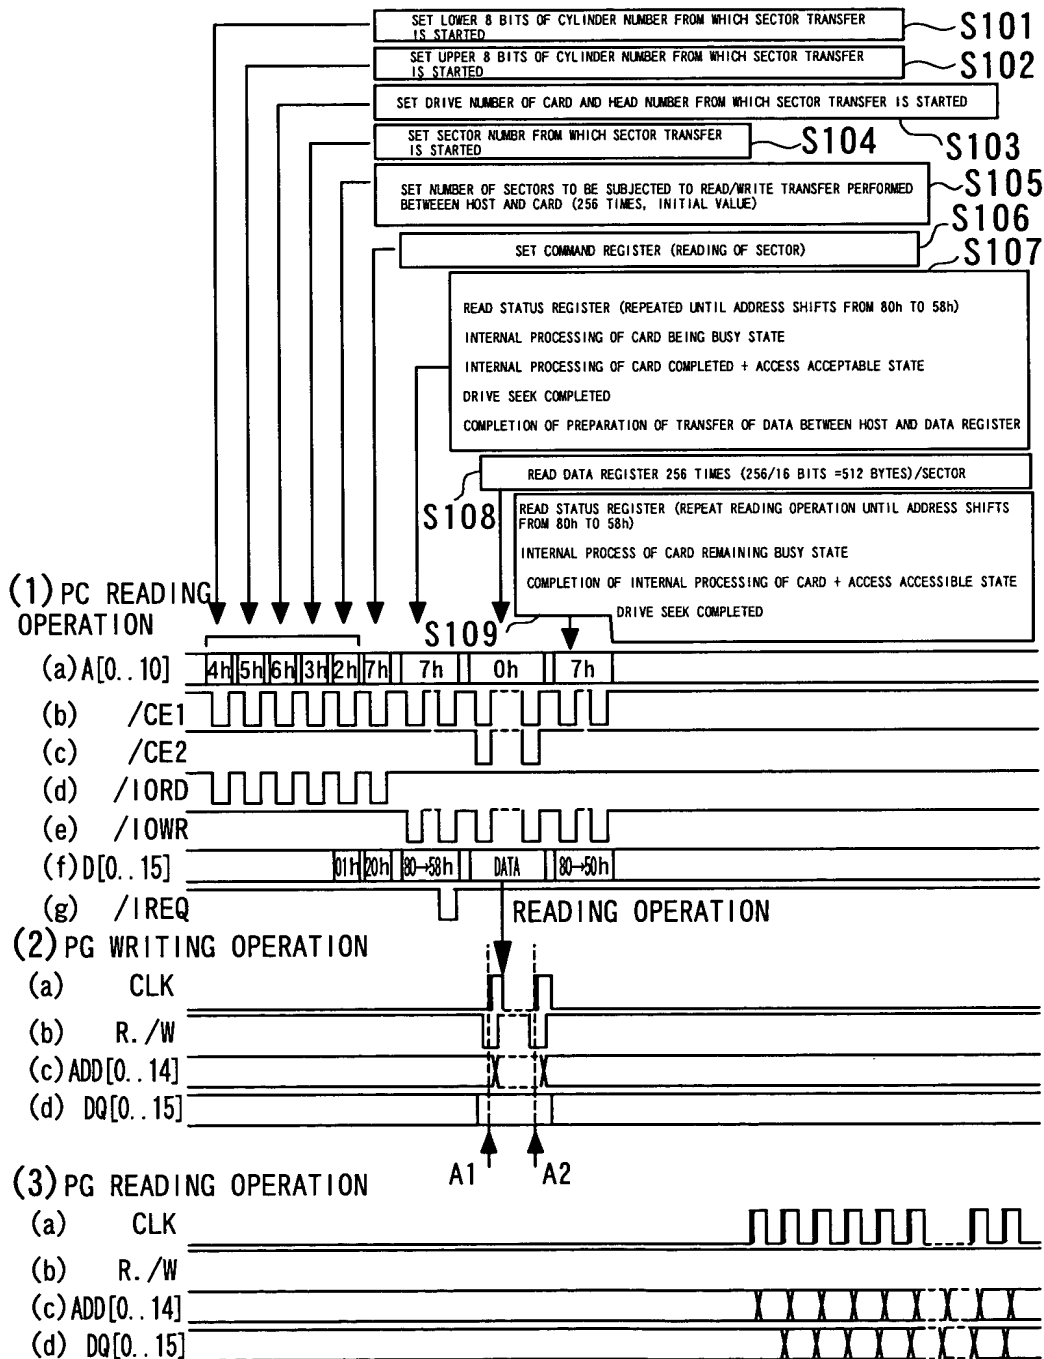 SET LOWER 8 BITS OF CYLINDER NUMBER FROM WHICH SECTOR TRANSFER
IS STARTED
S101
SET UPPER 8 BITS OF CYLINDER NUMBER FROM WHICH SECTOR TRANSFER
IS STARTED
S102
SET DRIVE NUMBER OF CARD AND HEAD NUMBER FROM WHICH SECTOR TRANSFER IS STARTED
S103
SET SECTOR NUMBR FROM WHICH SECTOR TRANSFER
IS STARTED
S104
SET NUMBER OF SECTORS TO BE SUBJECTED TO READ/WRITE TRANSFER PERFORMED
BETWEEEN HOST AND CARD (256 TIMES, INITIAL VALUE)
S105
SET COMMAND REGISTER (READING OF SECTOR)
S106
S107
READ STATUS REGISTER (REPEATED UNTIL ADDRESS SHIFTS FROM 80h TO 58h)
INTERNAL PROCESSING OF CARD BEING BUSY STATE
INTERNAL PROCESSING OF CARD COMPLETED + ACCESS ACCEPTABLE STATE
DRIVE SEEK COMPLETED
COMPLETION OF PREPARATION OF TRANSFER OF DATA BETWEEN HOST AND DATA REGISTER
READ DATA REGISTER 256 TIMES (256/16 BITS =512 BYTES)/SECTOR
S108
READ STATUS REGISTER (REPEAT READING OPERATION UNTIL ADDRESS SHIFTS
FROM 80h TO 58h)
INTERNAL PROCESS OF CARD REMAINING BUSY STATE
COMPLETION OF INTERNAL PROCESSING OF CARD + ACCESS ACCESSIBLE STATE
DRIVE SEEK COMPLETED
S109
(1) PC READING
OPERATION
(a) A[0..10] 4h 5h 6h 3h 2h 7h 7h 0h 7h
(b) /CE1
(c) /CE2
(d) /IORD
(e) /IOWR
(f) D[0..15] 01h 20h 80→58h DATA 80→50h
(g) /IREQ
READING OPERATION
(2) PG WRITING OPERATION
(a) CLK
(b) R./W
(c) ADD[0..14]
(d) DQ[0..15]
A1 A2
(3) PG READING OPERATION
(a) CLK
(b) R./W
(c) ADD[0..14]
(d) DQ[0..15]